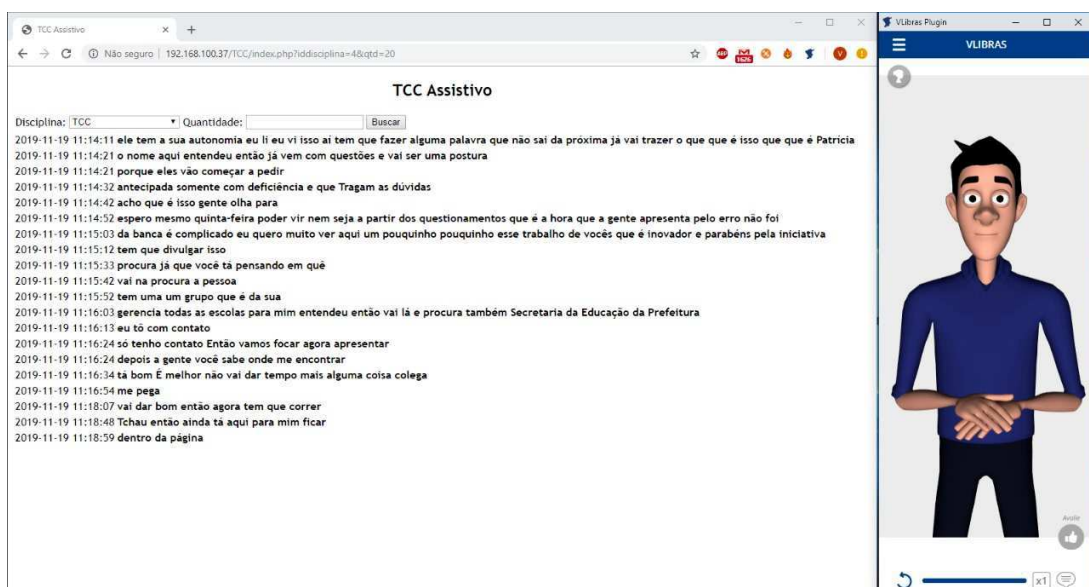 TCC Assistivo
Não seguro 192.168.100.37/TCC/index.php?iddisciplina=4&qtd=20
ABP
1626
V
TCC Assistivo
Disciplina: TCC Quantidade: Buscar
2019-11-19 11:14:11 ele tem a sua autonomia eu li eu vi isso aí tem que fazer alguma palavra que não sai da próxima já vai trazer o que que é isso que que é Patrícia
2019-11-19 11:14:21 o nome aqui entendeu então já vem com questões e vai ser uma postura
2019-11-19 11:14:21 porque eles vão começar a pedir
2019-11-19 11:14:32 antecipada somente com deficiência e que Tragam as dúvidas
2019-11-19 11:14:42 acho que é isso gente olha para
2019-11-19 11:14:52 espero mesmo quinta-feira poder vir nem seja a partir dos questionamentos que é a hora que a gente apresenta pelo erro não foi
2019-11-19 11:15:03 da banca é complicado eu quero muito ver aqui um pouquinho pouquinho esse trabalho de vocês que é inovador e parabéns pela iniciativa
2019-11-19 11:15:12 tem que divulgar isso
2019-11-19 11:15:33 procura já que você tá pensando em quê
2019-11-19 11:15:42 vai na procura a pessoa
2019-11-19 11:15:52 tem uma um grupo que é da sua
2019-11-19 11:16:03 gerencia todas as escolas para mim entendeu então vai lá e procura também Secretaria da Educação da Prefeitura
2019-11-19 11:16:13 eu tô com contato
2019-11-19 11:16:24 só tenho contato Então vamos focar agora apresentar
2019-11-19 11:16:24 depois a gente você sabe onde me encontrar
2019-11-19 11:16:34 tá bom É melhor não vai dar tempo mais alguma coisa colega
2019-11-19 11:16:54 me pega
2019-11-19 11:18:07 vai dar bom então agora tem que correr
2019-11-19 11:18:48 Tchau então ainda tá aqui para mim ficar
2019-11-19 11:18:59 dentro da página
VLibras Plugin
VLIBRAS
Avalie
x1